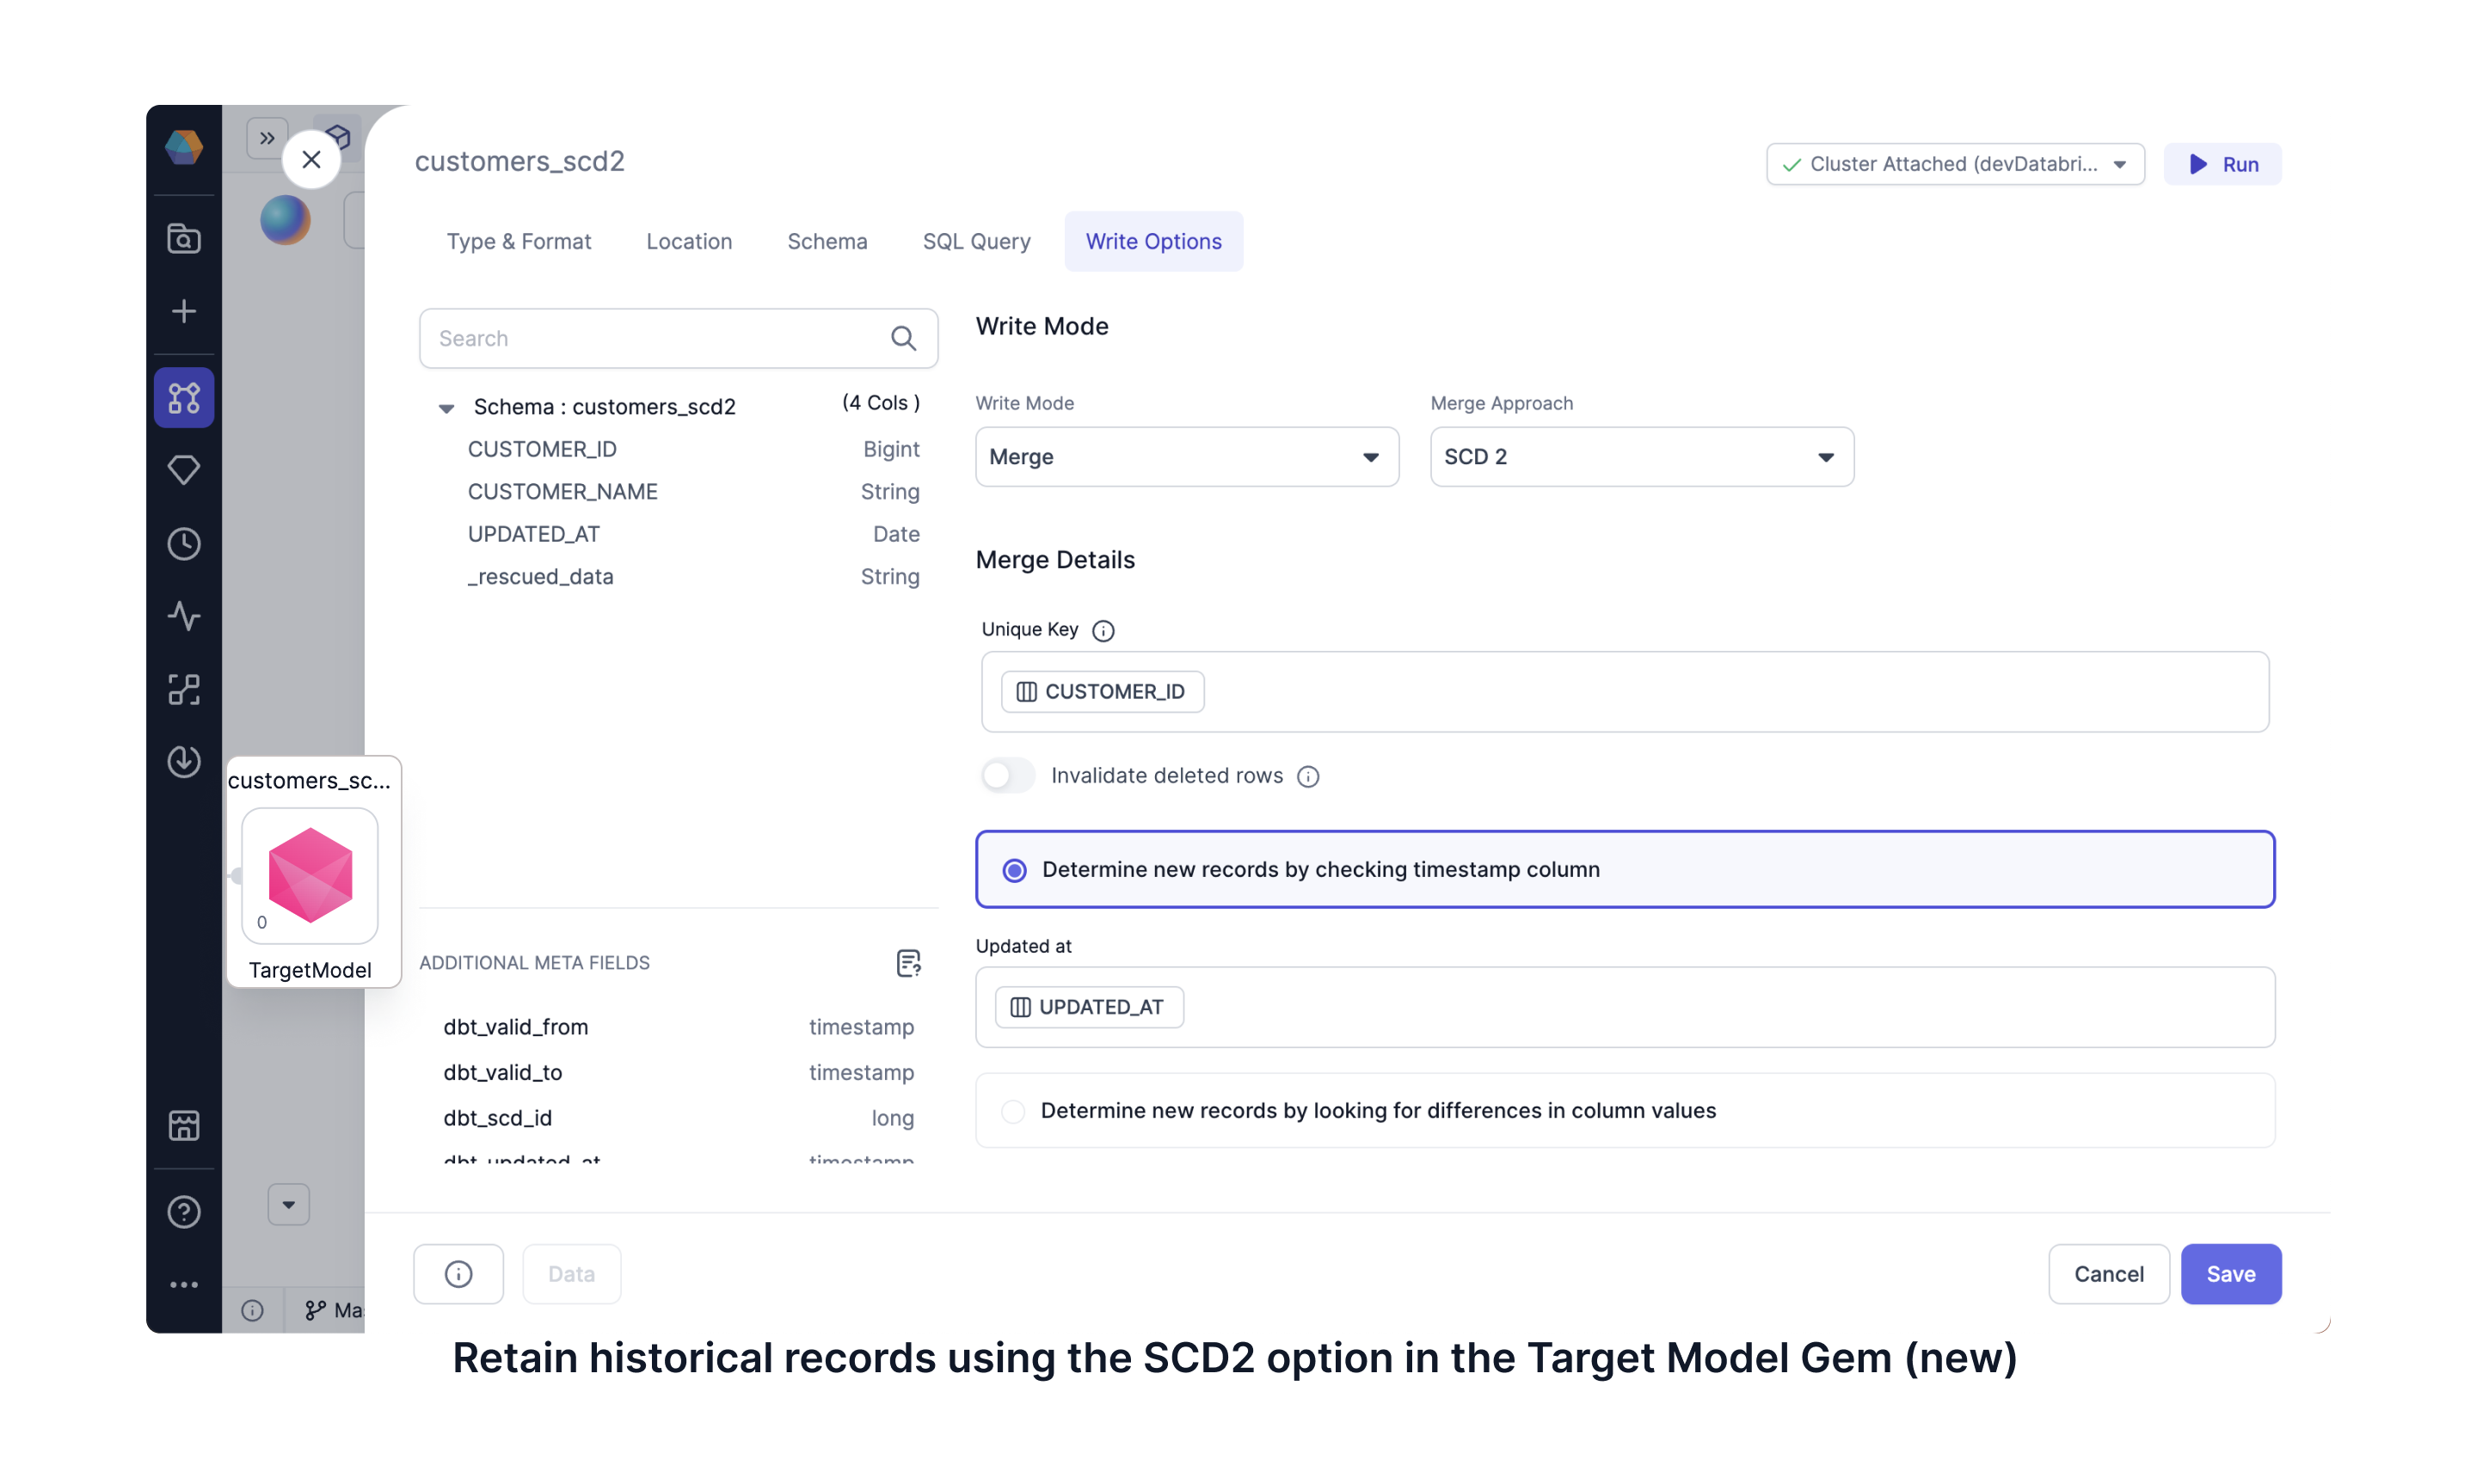 customers_scd2
Cluster Attached (devDatabri...
Run
Type & Format
Location
Schema
SQL Query
Write Options
Search
Schema : customers_scd2 (4 Cols )
CUSTOMER_ID Bigint
CUSTOMER_NAME String
UPDATED_AT Date
_rescued_data String
ADDITIONAL META FIELDS
dbt_valid_from timestamp
dbt_valid_to timestamp
dbt_scd_id long
dbt_updated_at timestamp
Write Mode
Write Mode
Merge
Merge Approach
SCD 2
Merge Details
Unique Key
CUSTOMER_ID
Invalidate deleted rows
Determine new records by checking timestamp column
Updated at
UPDATED_AT
Determine new records by looking for differences in column values
customers_sc...
0
TargetModel
Ma
Data
Cancel
Save
Retain historical records using the SCD2 option in the Target Model Gem (new)